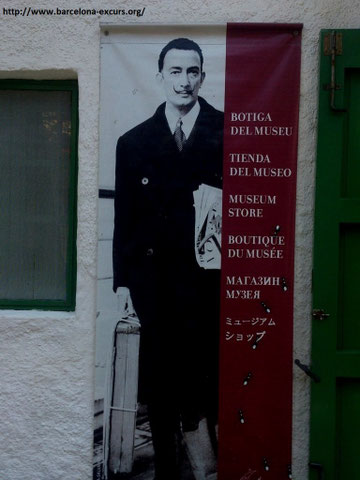 http://www.barcelona-excurs.org/
BOTIGA
DEL MUSEU
TIENDA
DEL MUSEO
MUSEUM
STORE
BOUTIQUE
DU MUSÉE
МАГАЗИН
МУЗЕЯ
ミュージアム
ショップ